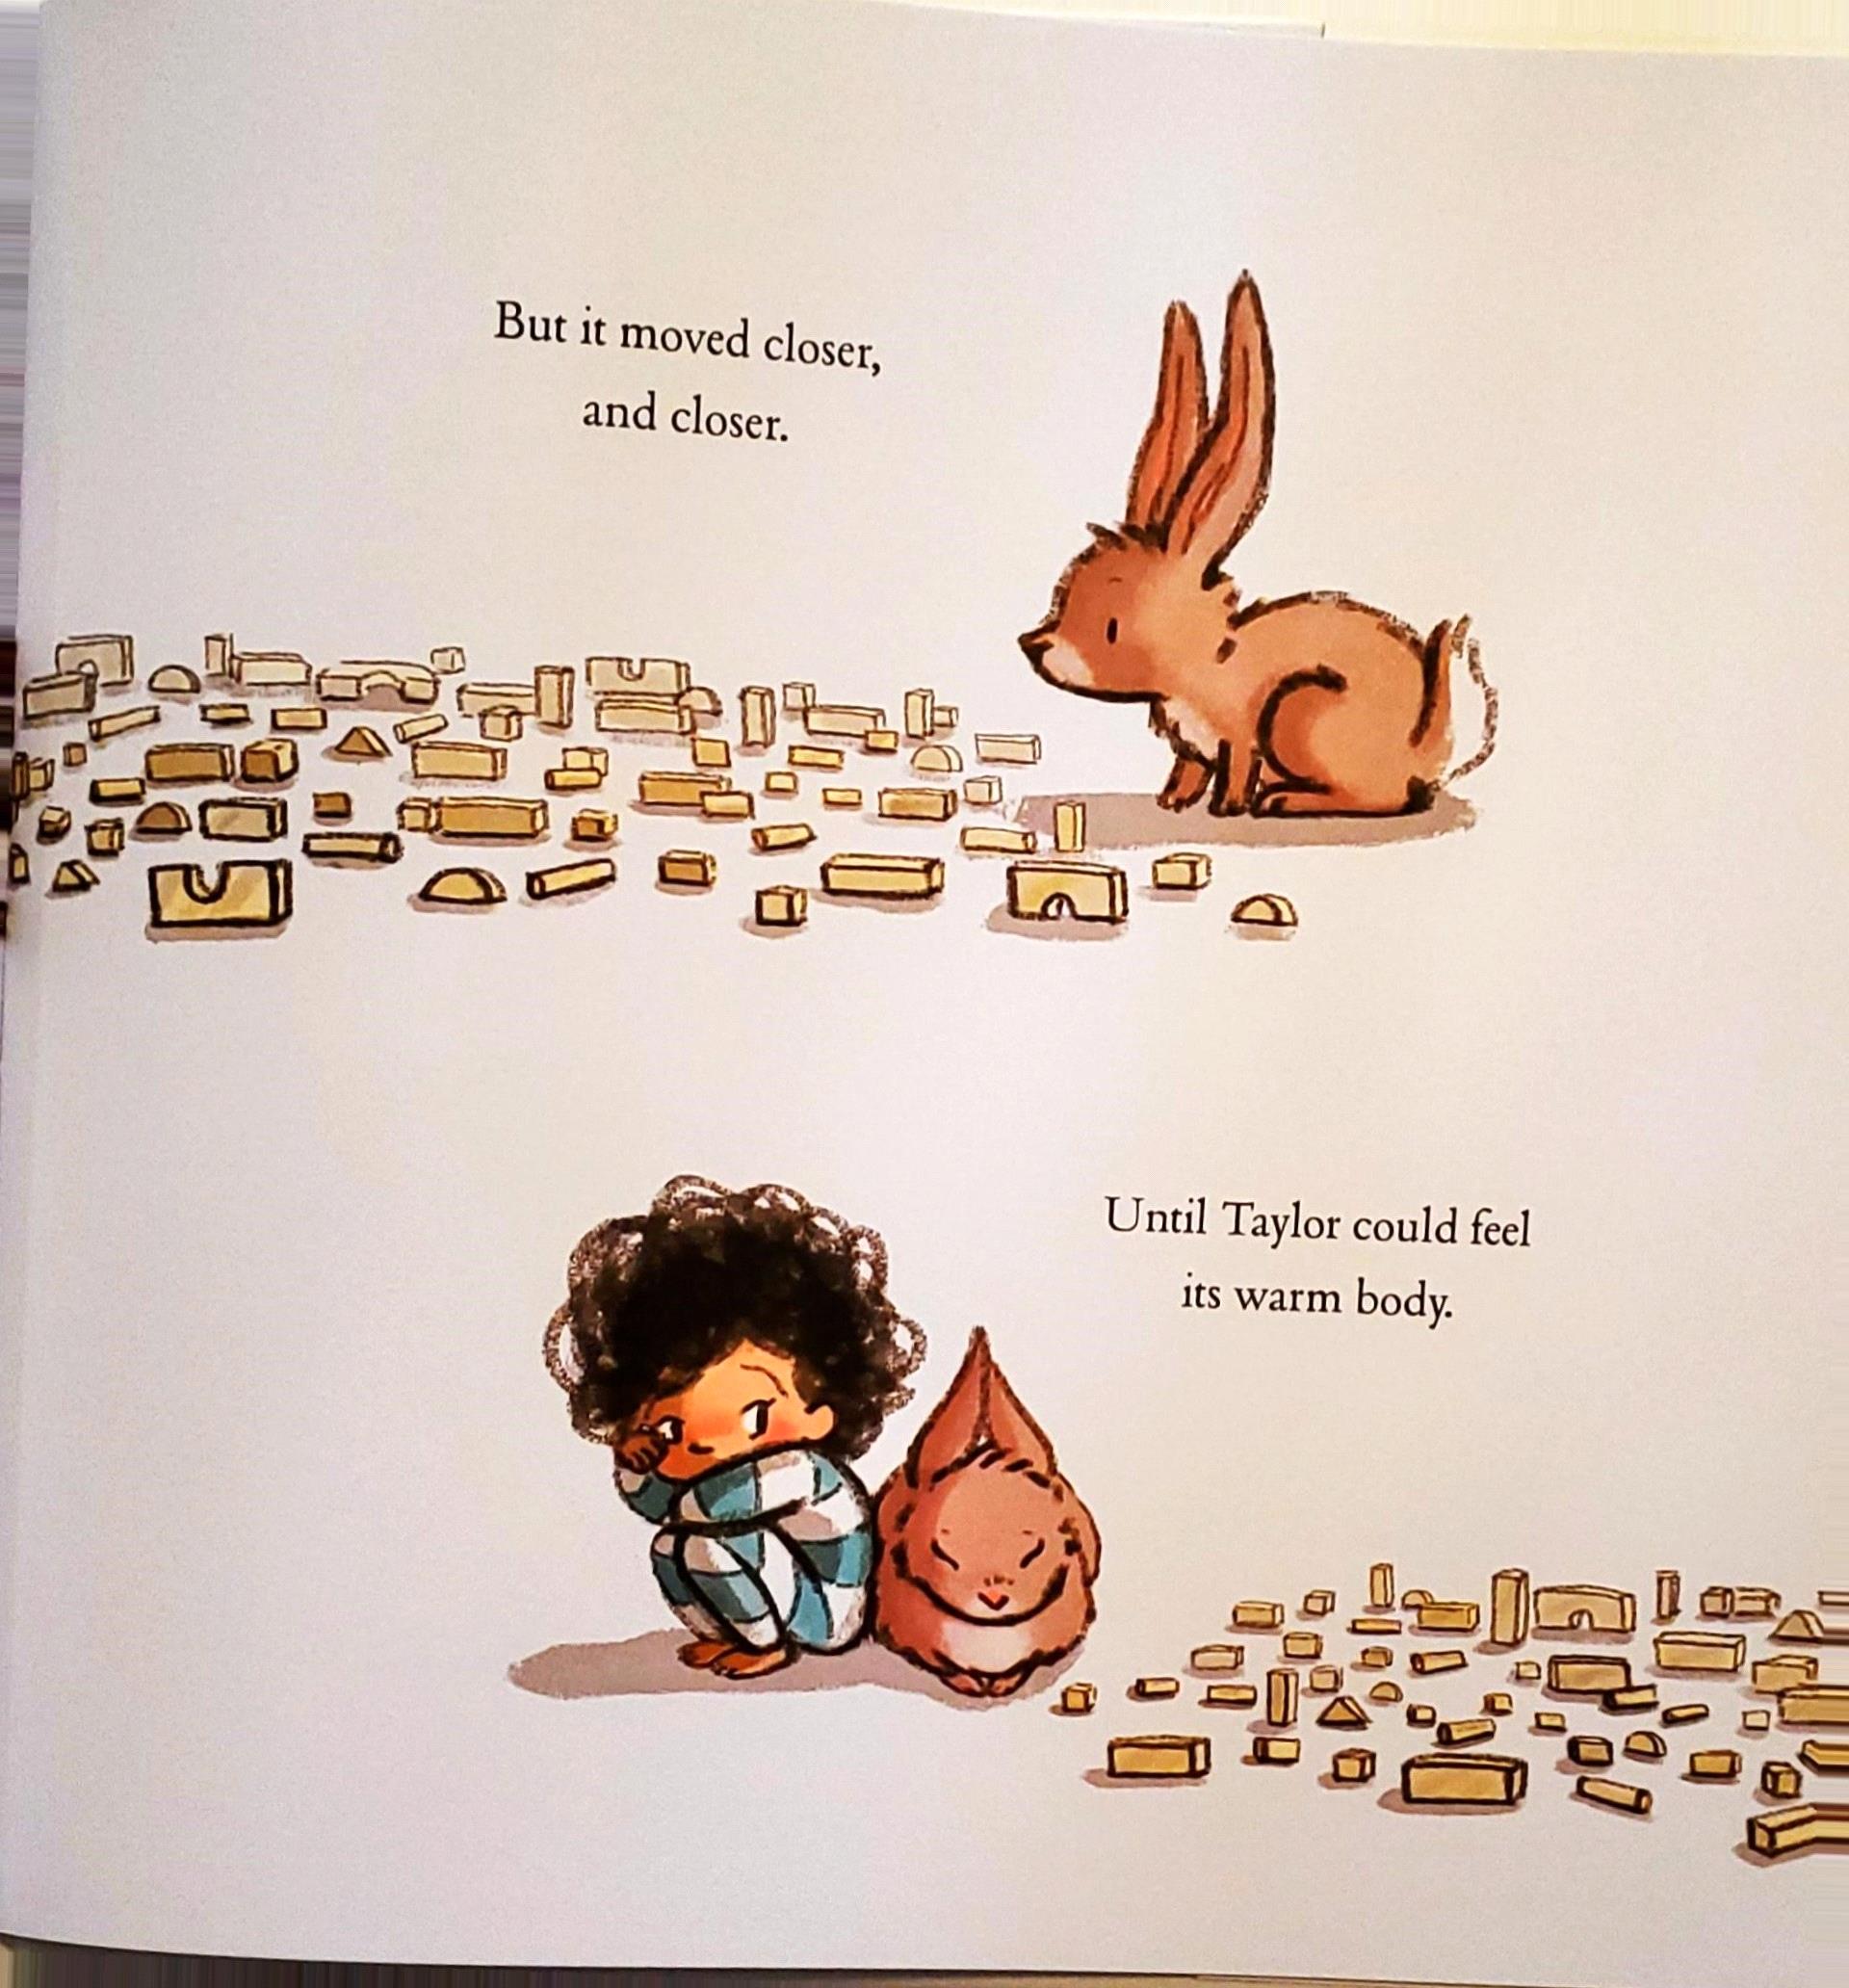 But it moved closer,
and closer.
Until Taylor could feel
its warm body.